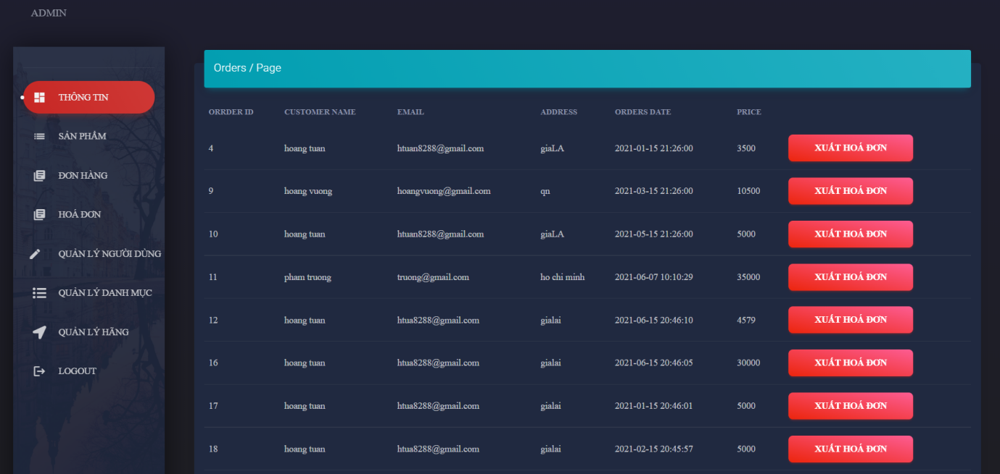 ADMIN
THÔNG TIN
SẢN PHẨM
ĐƠN HÀNG
HOÁ ĐƠN
QUẢN LÝ NGƯỜI DÙNG
QUẢN LÝ DANH MỤC
QUẢN LÝ HÃNG
LOGOUT
Orders / Page
ORRDER ID CUSTOMER NAME EMAIL ADDRESS ORDERS DATE PRICE
4 hoang tuan htuan8288@gmail.com giaLA 2021-01-15 21:26:00 3500 XUẤT HOÁ ĐƠN
9 hoang vuong hoangvuong@gmail.com qn 2021-03-15 21:26:00 10500 XUẤT HOÁ ĐƠN
10 hoang tuan htuan8288@gmail.com giaLA 2021-05-15 21:26:00 5000 XUẤT HOÁ ĐƠN
11 pham truong truong@gmail.com ho chi minh 2021-06-07 10:10:29 35000 XUẤT HOÁ ĐƠN
12 hoang tuan htua8288@gmail.com gialai 2021-06-15 20:46:10 4579 XUẤT HOÁ ĐƠN
16 hoang tuan htua8288@gmail.com gialai 2021-06-15 20:46:05 30000 XUẤT HOÁ ĐƠN
17 hoang tuan htua8288@gmail.com gialai 2021-01-15 20:46:01 5000 XUẤT HOÁ ĐƠN
18 hoang tuan htua8288@gmail.com gialai 2021-02-15 20:45:57 5000 XUẤT HOÁ ĐƠN